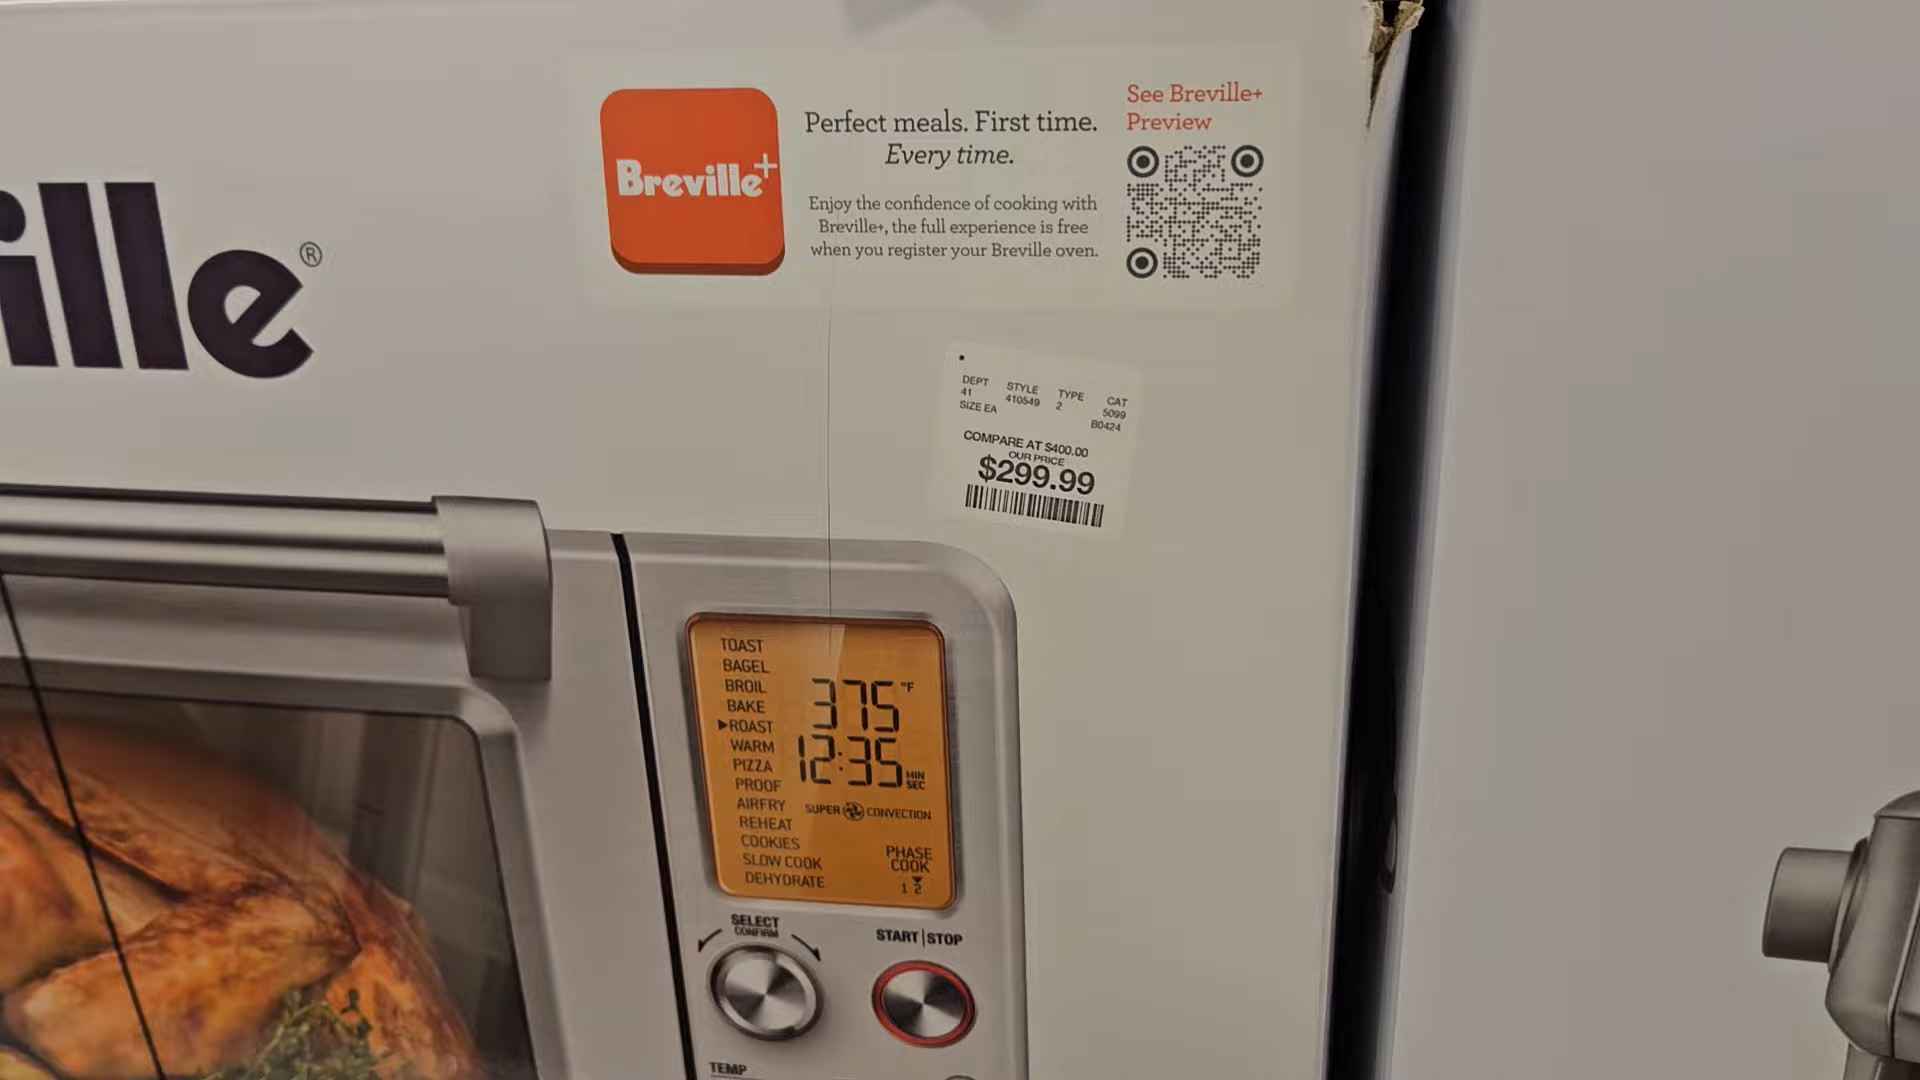 Breville+
Perfect meals. First time.
Every time.
Enjoy the confidence of cooking with
Breville+, the full experience is free
when you register your Breville oven.
See Breville+
Preview
ille®
DEPT STYLE TYPE CAT
41 410549 2 5099
SIZE EA B0424
COMPARE AT $400.00
OUR PRICE
$299.99
TOAST
BAGEL
BROIL
BAKE
▶ROAST
WARM
PIZZA
PROOF
AIRFRY
REHEAT
COOKIES
SLOW COOK
DEHYDRATE
375 °F
12:35 MIN
SEC
SUPER CONVECTION
PHASE
COOK
1 2
SELECT
CONFIRM
START|STOP
TEMP